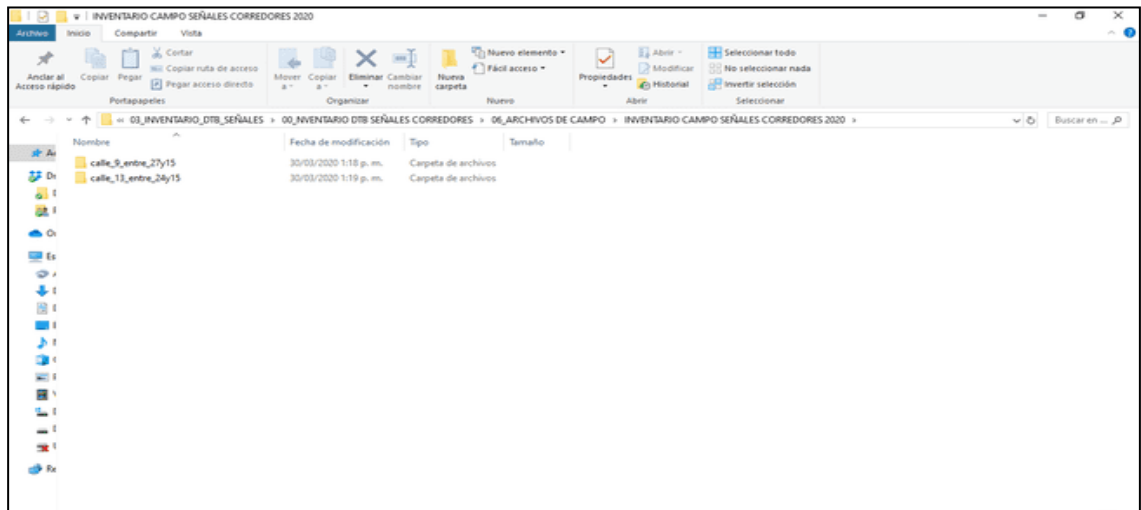 INVENTARIO CAMPO SEÑALES CORREDORES 2020
Archivo Inicio Compartir Vista
Anclar al Acceso rápido
Copiar
Pegar
Cortar
Copiar ruta de acceso
Pegar acceso directo
Portapapeles
Mover a
Copiar a
Eliminar
Cambiar nombre
Organizar
Nueva carpeta
Nuevo elemento
Fácil acceso
Nuevo
Propiedades
Abrir
Modificar
Historial
Abrir
Seleccionar todo
No seleccionar nada
Invertir selección
Seleccionar
« 03_INVENTARIO_DTB_SEÑALES > 00_NVENTARIO DTB SEÑALES CORREDORES > 06_ARCHIVOS DE CAMPO > INVENTARIO CAMPO SEÑALES CORREDORES 2020 >
Buscar en ...
Nombre Fecha de modificación Tipo Tamaño
calle_9_entre_27y15 30/03/2020 1:18 p. m. Carpeta de archivos
calle_13_entre_24y15 30/03/2020 1:19 p. m. Carpeta de archivos